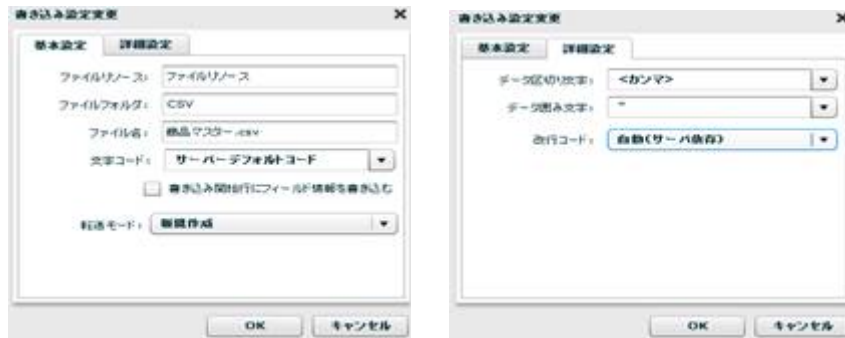 書き込み設定変更
基本設定 詳細設定
ファイルリソース: ファイルリソース
ファイルフォルダ: CSV
ファイル名: 商品マスター.csv
文字コード: サーバーデフォルトコード
書き込み開始行にフィールド情報を書き込む
転送モード: 新規作成
OK キャンセル
書き込み設定変更
基本設定 詳細設定
データ区切り文字: <カンマ>
データ囲み文字: "
改行コード: 自動(サーバ依存)
OK キャンセル